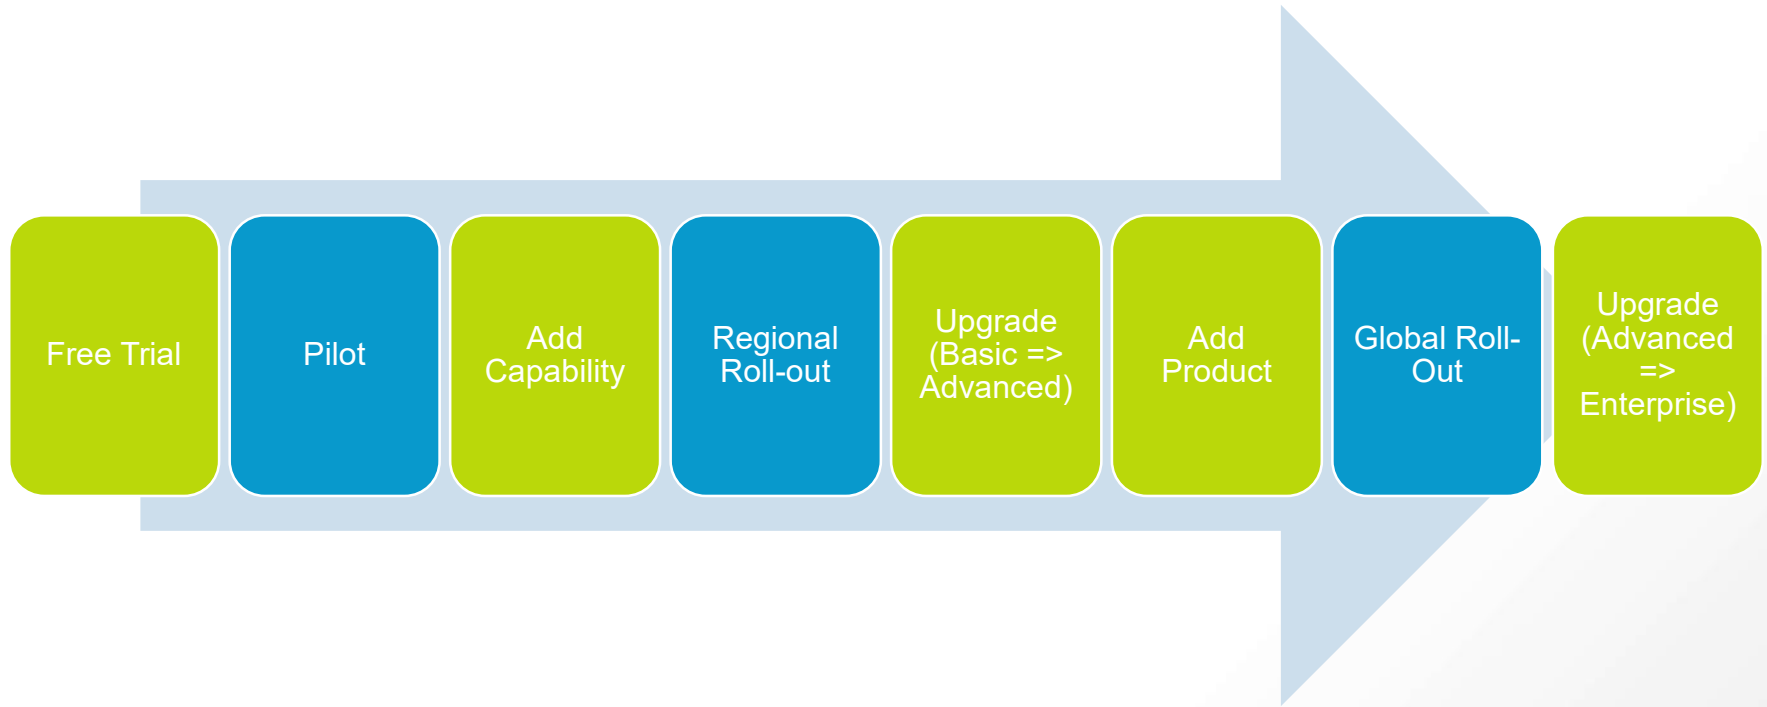 Free Trial
Pilot
Add
Capability
Regional
Roll-out
Upgrade
(Basic =>
Advanced)
Add
Product
Global Roll-
Out
Upgrade
(Advanced
=>
Enterprise)